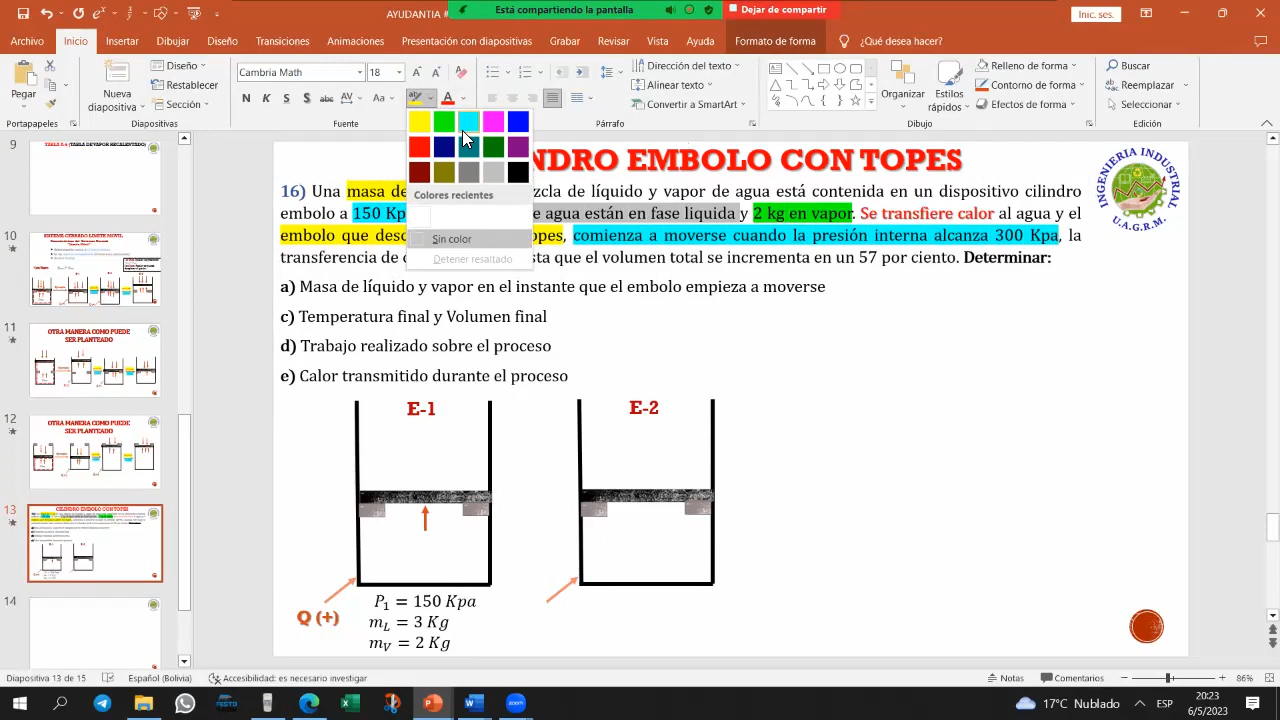 AYUDANTIA
Está compartiendo la pantalla
Dejar de compartir
Inic. ses.
Archivo Inicio Insertar Dibujar Diseño Transiciones Animaciones Presentación con diapositivas Grabar Revisar Vista Ayuda Formato de forma ¿Qué desea hacer?
Pegar
Nueva diapositiva
Diseño
Restablecer
Sección
Cambria Math 18
N K S abc AV Aa
Dirección del texto
Alinear texto
Convertir a SmartArt
Organizar
Estilos rápidos
Relleno de forma
Contorno de forma
Efectos de forma
Buscar
Reemplazar
Seleccionar
Portapapeles Diapositivas Fuente Párrafo Dibujo Edición
Colores recientes
Sin color
Detener resaltado
9
10
11
OTRA MANERA COMO PUEDE
SER PLANTEADO
12
OTRA MANERA COMO PUEDE
SER PLANTEADO
13
CILINDRO EMBOLO CON TOPES
14
NDRO EMBOLO CON TOPES
INGENIERIA INDUSTRIAL
U.A.G.R.M.
16) Una masa de zcla de líquido y vapor de agua está contenida en un dispositivo cilindro
embolo a 150 Kp e agua están en fase liquida y 2 kg en vapor. Se transfiere calor al agua y el
embolo que desc opes, comienza a moverse cuando la presión interna alcanza 300 Kpa, la
transferencia de c sta que el volumen total se incrementa en un 57 por ciento. Determinar:
a) Masa de líquido y vapor en el instante que el embolo empieza a moverse
c) Temperatura final y Volumen final
d) Trabajo realizado sobre el proceso
e) Calor transmitido durante el proceso
E-1
E-2
Q (+)
P₁ = 150 Kpa
m_L = 3 Kg
m_V = 2 Kg
Diapositiva 13 de 15 Español (Bolivia) Accesibilidad: es necesario investigar Notas Comentarios 86%
17°C Nublado ESP
20:23
6/5/2023